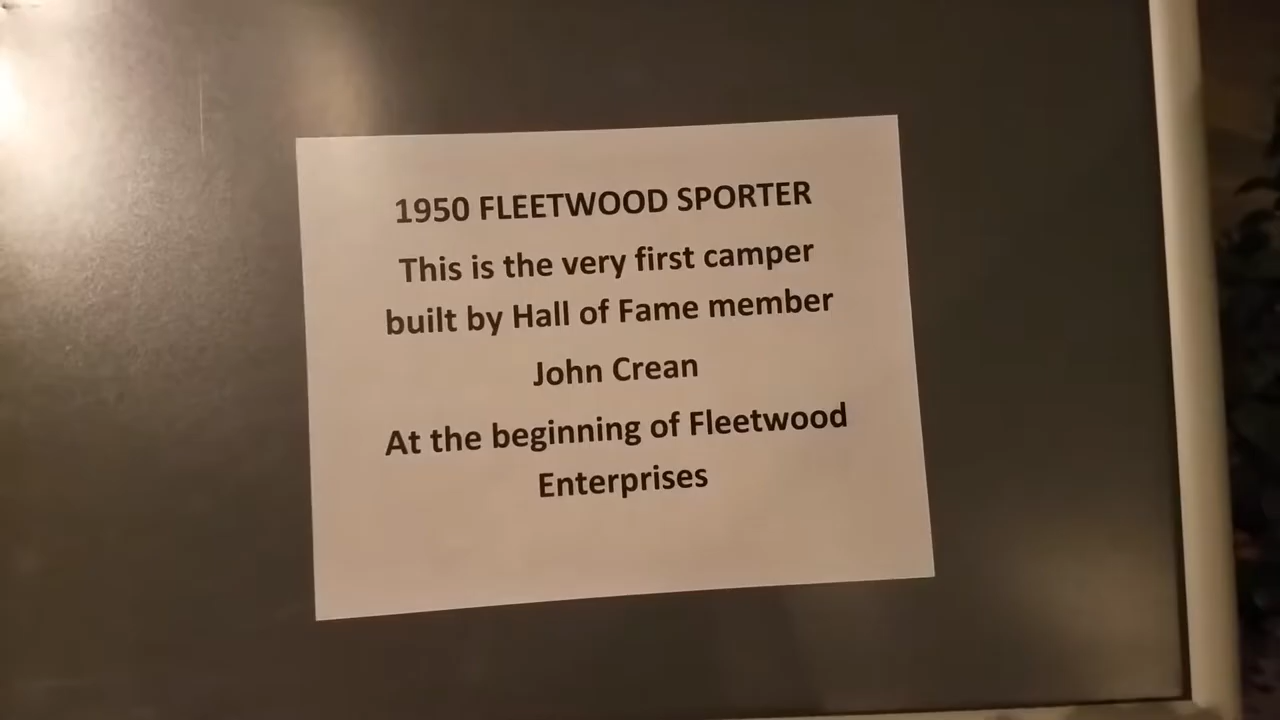 1950 FLEETWOOD SPORTER
This is the very first camper
built by Hall of Fame member
John Crean
At the beginning of Fleetwood
Enterprises